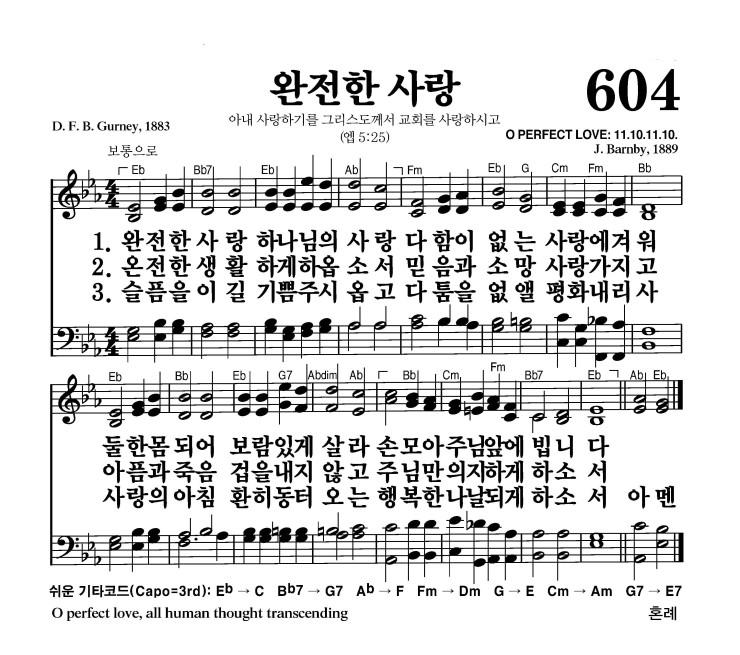 완전한 사랑
604
D. F. B. Gurney, 1883
아내 사랑하기를 그리스도께서 교회를 사랑하시고
(엡 5:25)
O PERFECT LOVE: 11.10.11.10.
J. Barnby, 1889
보통으로
Eb Bb7 Eb Ab Fm Eb G Cm Fm Bb
1. 완전한 사 랑 하나님의 사 랑 다 함이 없 는 사랑에겨 워
2. 온전한 생 활 하게하옵 소 서 믿 음과 소 망 사랑가지 고
3. 슬픔을 이 길 기쁨주시 옵 고 다 툼을 없 앨 평화내리 사
Eb Bb Eb G7 Abdim Ab Bb Cm Fm Bb7 Eb Ab Eb
둘한몸 되어 보람있게 살 라 손모아주님앞에 빕 니 다
아픔과 죽음 겁을내지 않 고 주님만의지하게 하 소 서
사랑의 아침 환히동터 오 는 행복한나날되게 하 소 서 아 멘
쉬운 기타코드(Capo=3rd): Eb → C Bb7 → G7 Ab → F Fm → Dm G → E Cm → Am G7 → E7
O perfect love, all human thought transcending
혼례